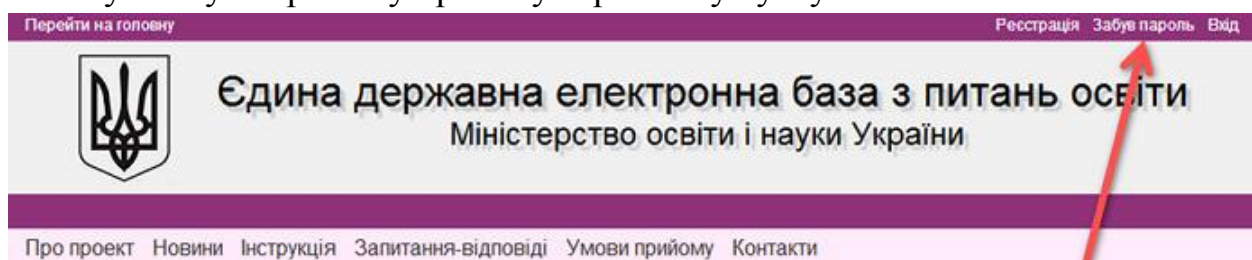 Перейти на головну Реєстрація Забув пароль Вхід
Єдина державна електронна база з питань освіти
Міністерство освіти і науки України
Про проект Новини Інструкція Запитання-відповіді Умови прийому Контакти